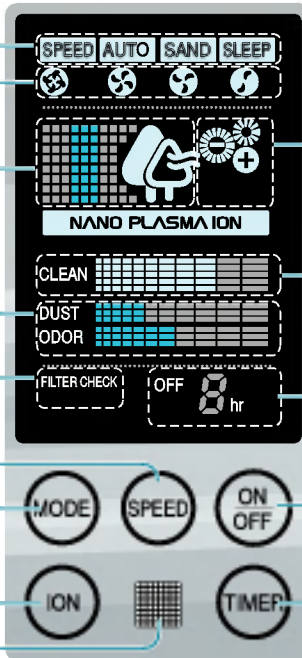 SPEED AUTO SAND SLEEP
NANO PLASMA ION
CLEAN
DUST
ODOR
FILTER CHECK
OFF 8 hr
MODE
SPEED
ON
OFF
ION
TIMER